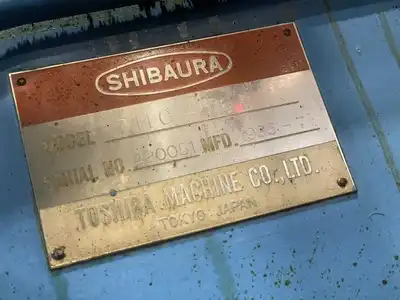 SHIBAURA
MODEL
SERIAL NO. MFD.
TOSHIBA MACHINE CO., LTD.
TOKYO JAPAN